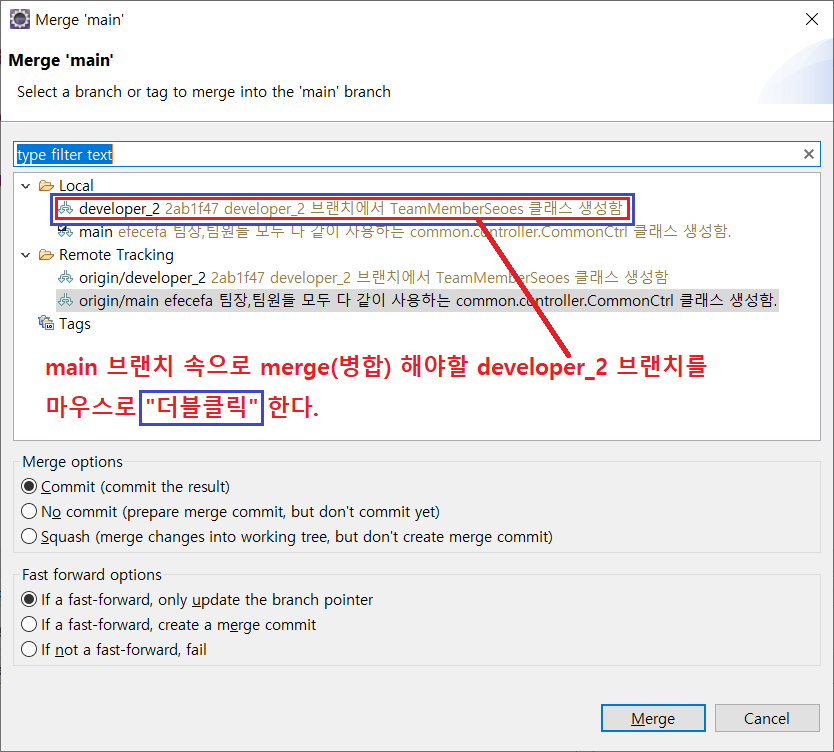 Merge 'main'
Merge 'main'
Select a branch or tag to merge into the 'main' branch
type filter text
Local
developer_2 2ab1f47 developer_2 브랜치에서 TeamMemberSeoes 클래스 생성함
main efecefa 팀장,팀원들 모두 다 같이 사용하는 common.controller.CommonCtrl 클래스 생성함.
Remote Tracking
origin/developer_2 2ab1f47 developer_2 브랜치에서 TeamMemberSeoes 클래스 생성함
origin/main efecefa 팀장,팀원들 모두 다 같이 사용하는 common.controller.CommonCtrl 클래스 생성함.
Tags
main 브랜치 속으로 merge(병합) 해야할 developer_2 브랜치를
마우스로 "더블클릭" 한다.
Merge options
Commit (commit the result)
No commit (prepare merge commit, but don't commit yet)
Squash (merge changes into working tree, but don't create merge commit)
Fast forward options
If a fast-forward, only update the branch pointer
If a fast-forward, create a merge commit
If not a fast-forward, fail
Merge
Cancel